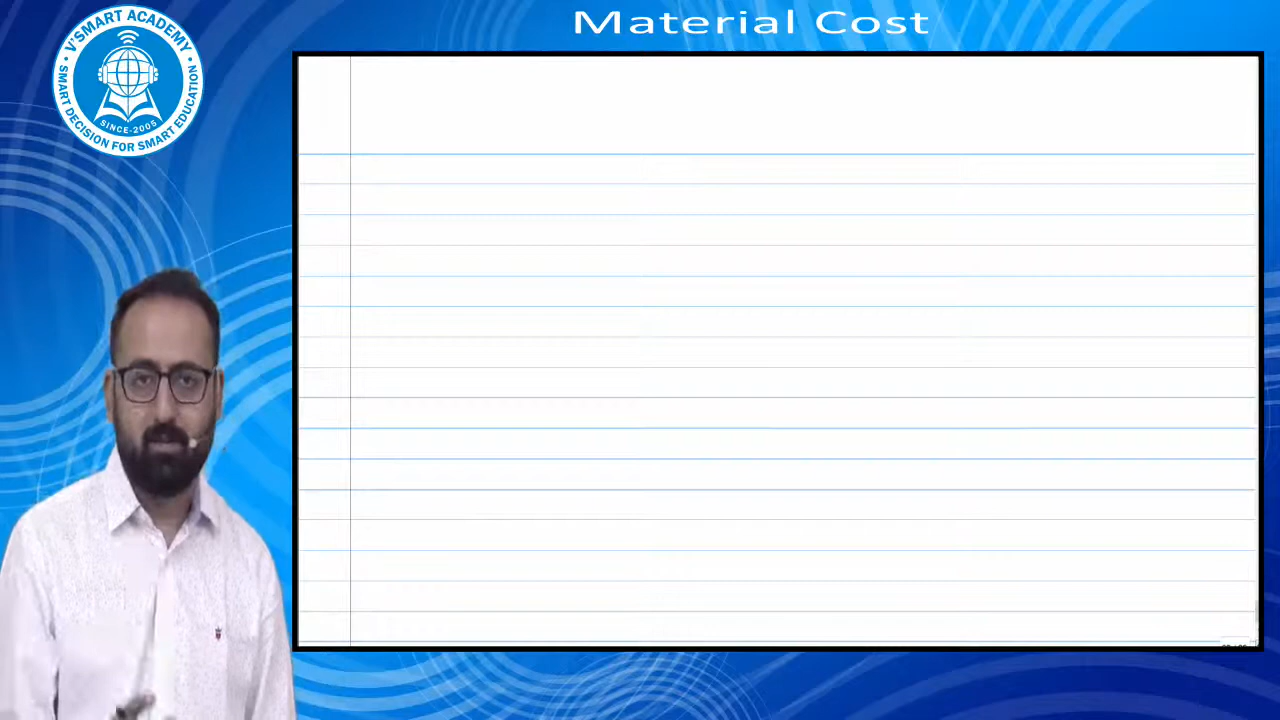 Material Cost
V'SMART ACADEMY
SINCE-2005
• SMART DECISION FOR SMART EDUCATION •